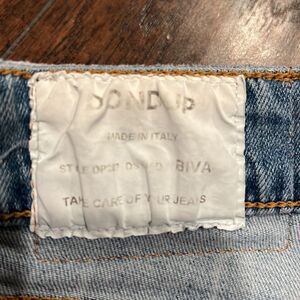 DONDUP
MADE IN ITALY
STYLE BIVA
TAKE CARE OF YOUR JEANS